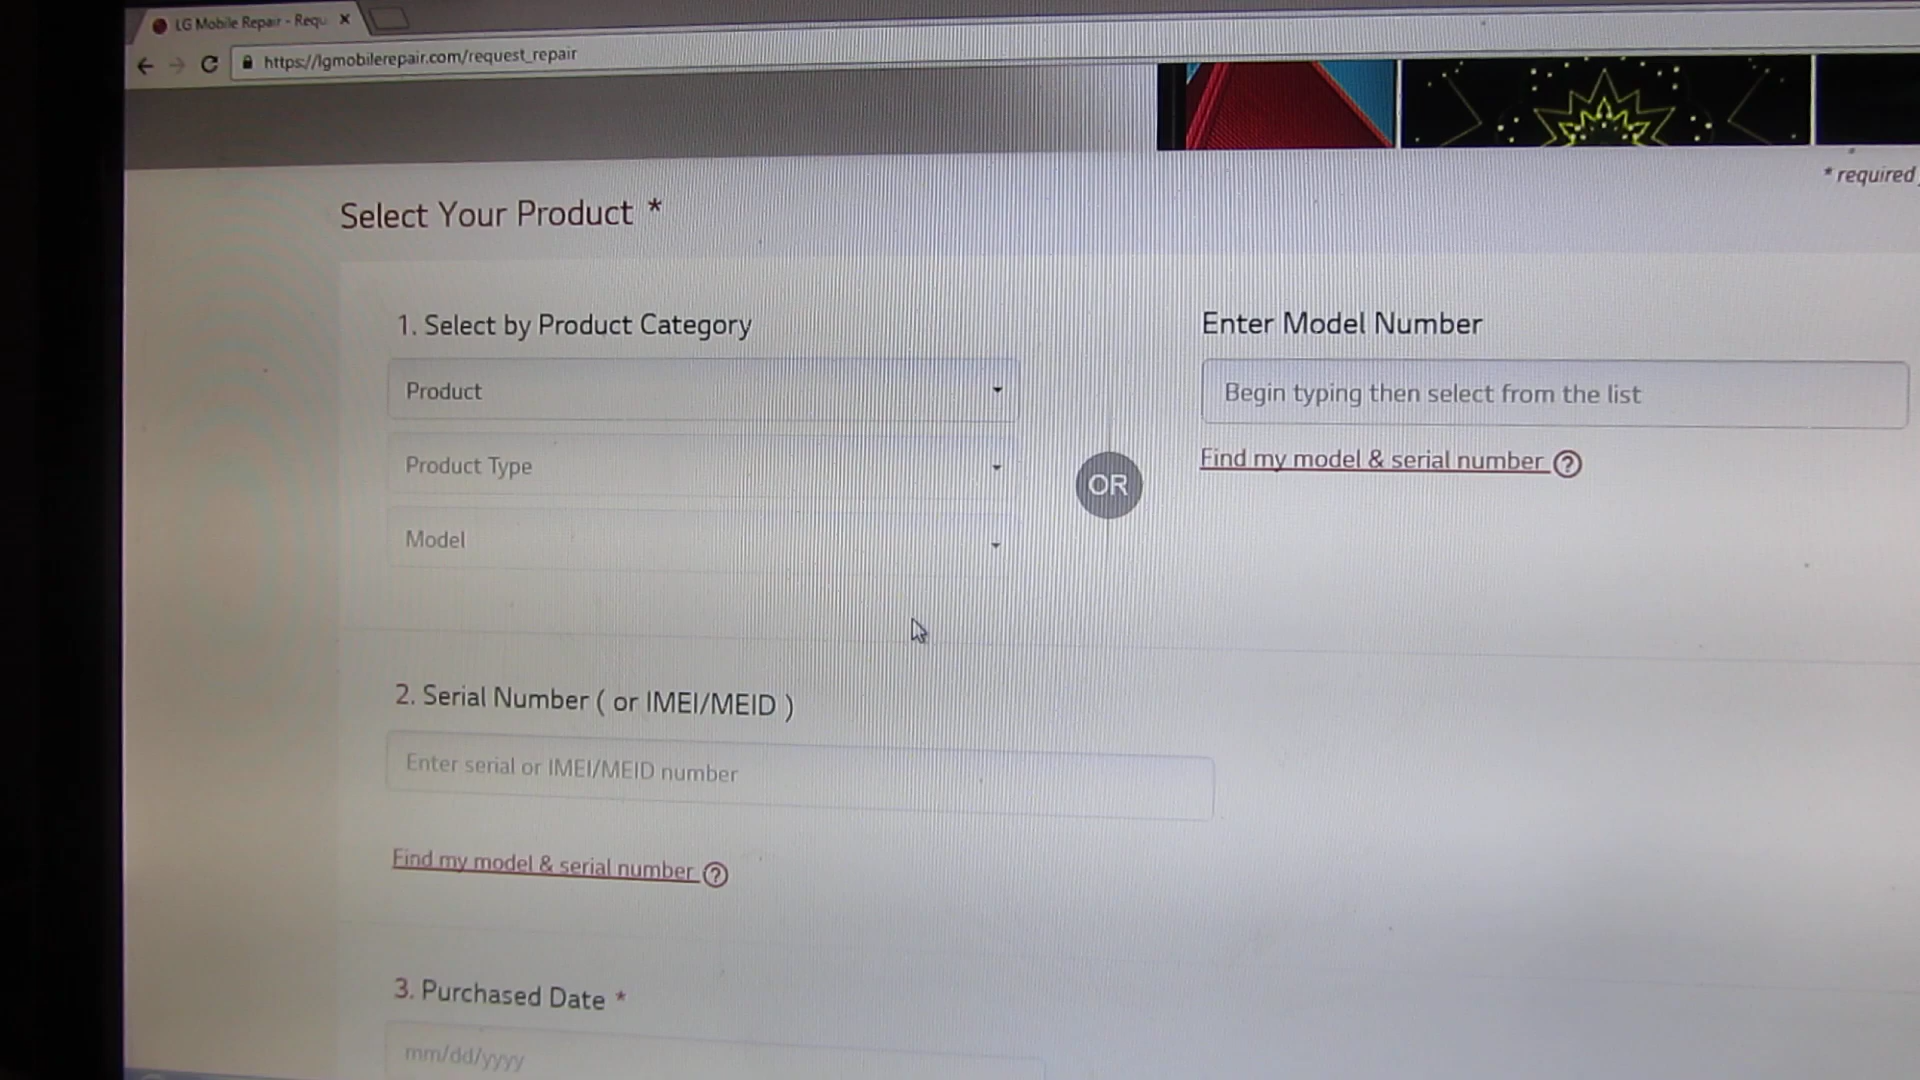 LG Mobile Repair - Requ
https://lgmobilerepair.com/request_repair
* required
Select Your Product *
1. Select by Product Category
Product
Product Type
Model
OR
Enter Model Number
Begin typing then select from the list
Find my model & serial number ?
2. Serial Number ( or IMEI/MEID )
Enter serial or IMEI/MEID number
Find my model & serial number ?
3. Purchased Date *
mm/dd/yyyy